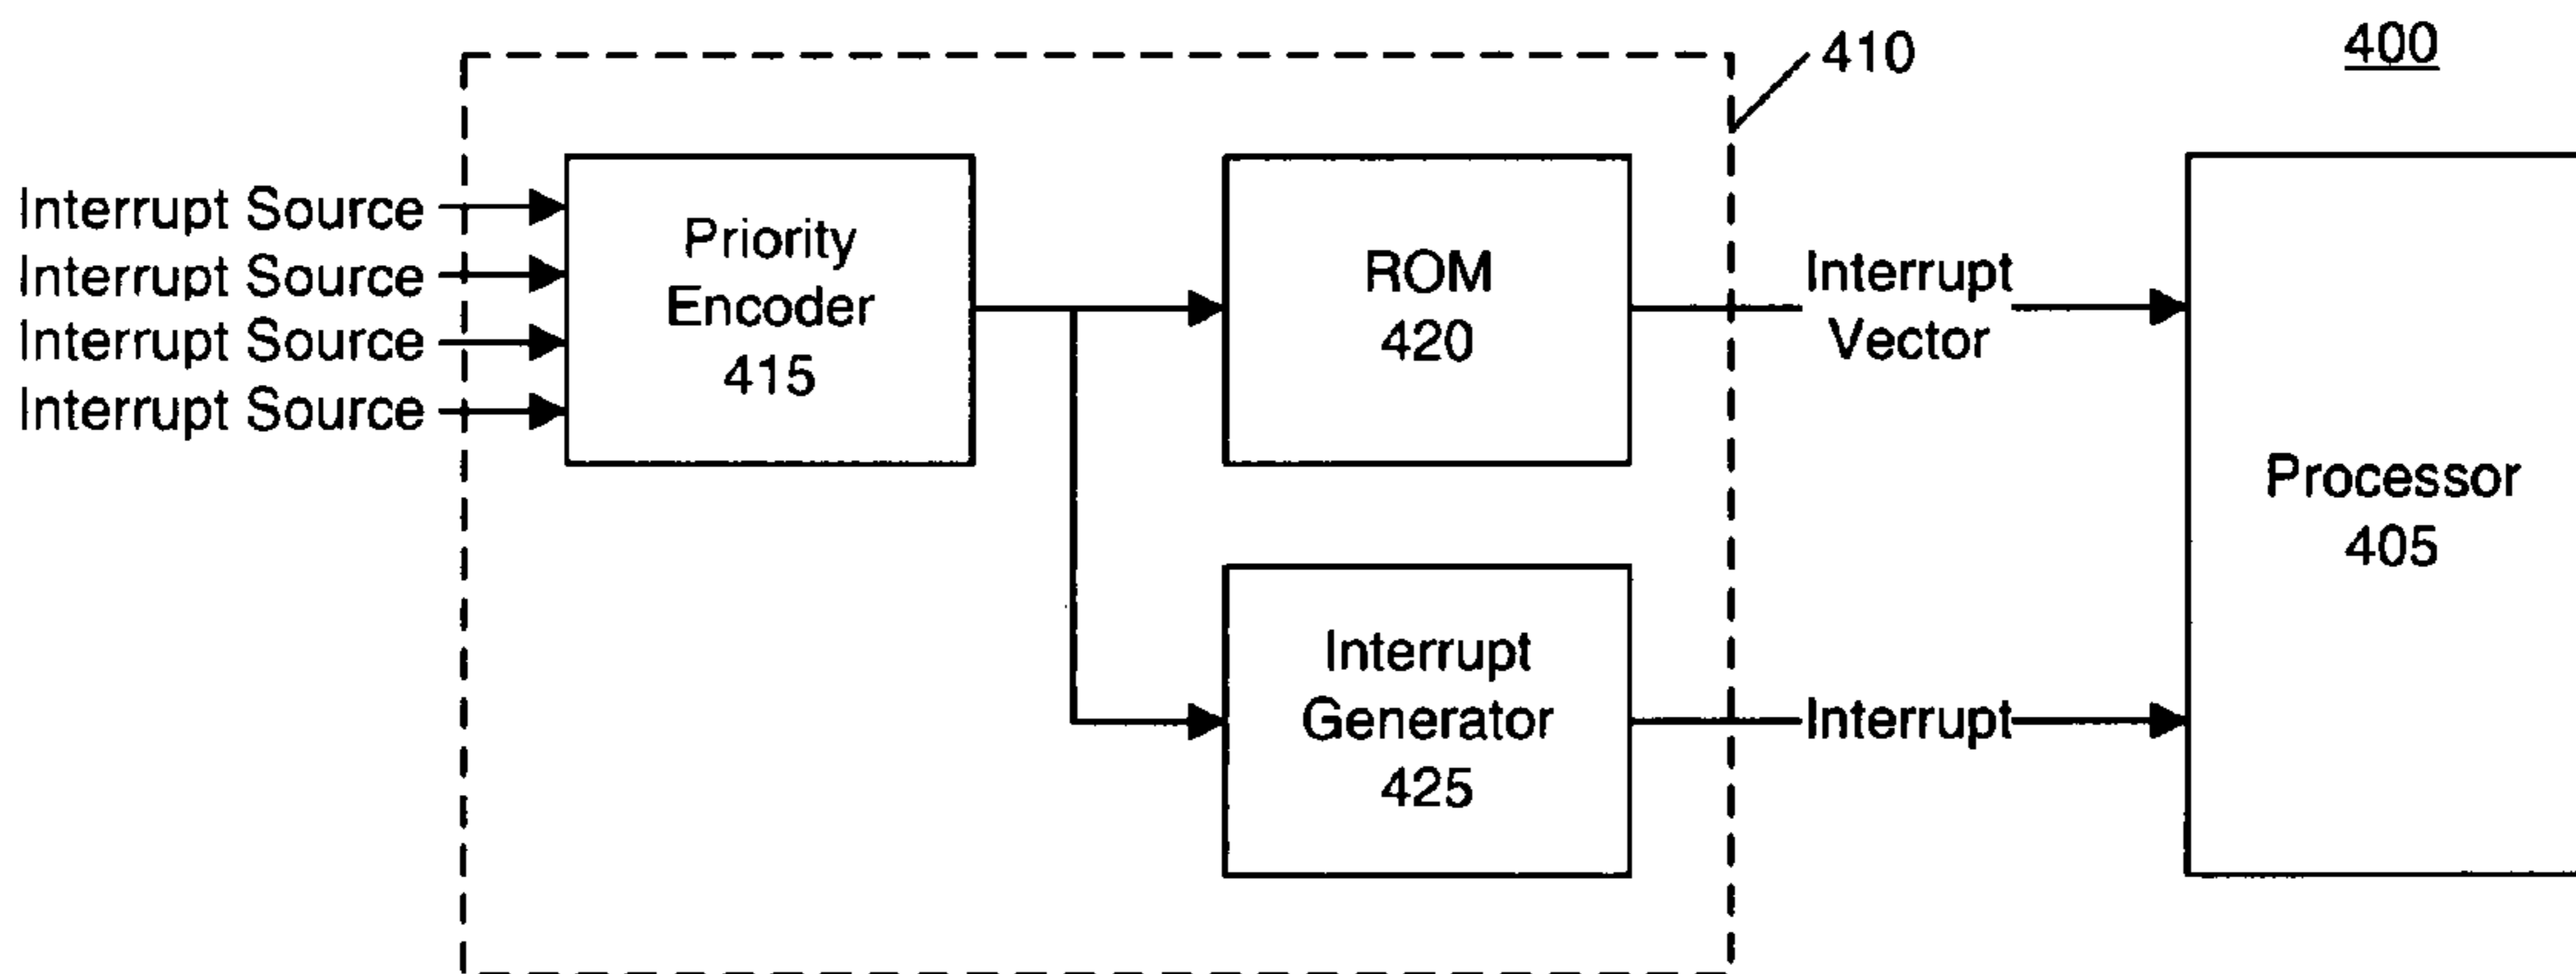 410
400
Interrupt Source
Interrupt Source
Interrupt Source
Interrupt Source
Priority
Encoder
415
ROM
420
Interrupt
Vector
Processor
405
Interrupt
Generator
425
Interrupt